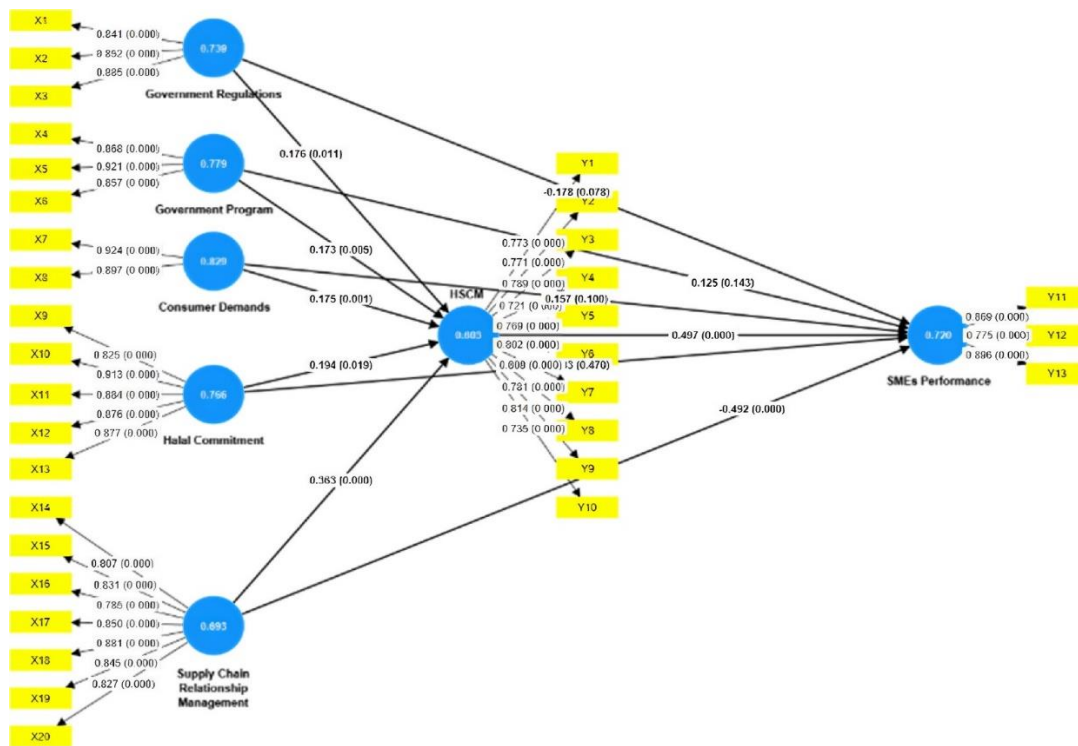 X1
X2
X3
0.841 (0.000)
0.852 (0.000)
0.885 (0.000)
0.739
Government Regulations
X4
X5
X6
0.868 (0.000)
0.921 (0.000)
0.857 (0.000)
0.779
Government Program
X7
X8
0.924 (0.000)
0.897 (0.000)
0.829
Consumer Demands
X9
X10
X11
X12
X13
0.825 (0.000)
0.913 (0.000)
0.884 (0.000)
0.876 (0.000)
0.877 (0.000)
0.766
Halal Commitment
X14
X15
X16
X17
X18
X19
X20
0.807 (0.000)
0.831 (0.000)
0.785 (0.000)
0.850 (0.000)
0.881 (0.000)
0.845 (0.000)
0.827 (0.000)
0.693
Supply Chain
Relationship
Management
0.176 (0.011)
0.173 (0.005)
0.175 (0.001)
0.194 (0.019)
0.363 (0.000)
HSCM
0.603
0.773 (0.000)
0.771 (0.000)
0.789 (0.000)
0.721 (0.000)
0.769 (0.000)
0.802 (0.000)
0.781 (0.000)
0.814 (0.000)
0.735 (0.000)
Y1
Y2
Y3
Y4
Y5
Y6
Y7
Y8
Y9
Y10
-0.178 (0.078)
0.125 (0.143)
0.157 (0.100)
0.497 (0.000)
(0.470)
-0.492 (0.000)
0.720
SMEs Performance
0.869 (0.000)
0.775 (0.000)
0.896 (0.000)
Y11
Y12
Y13